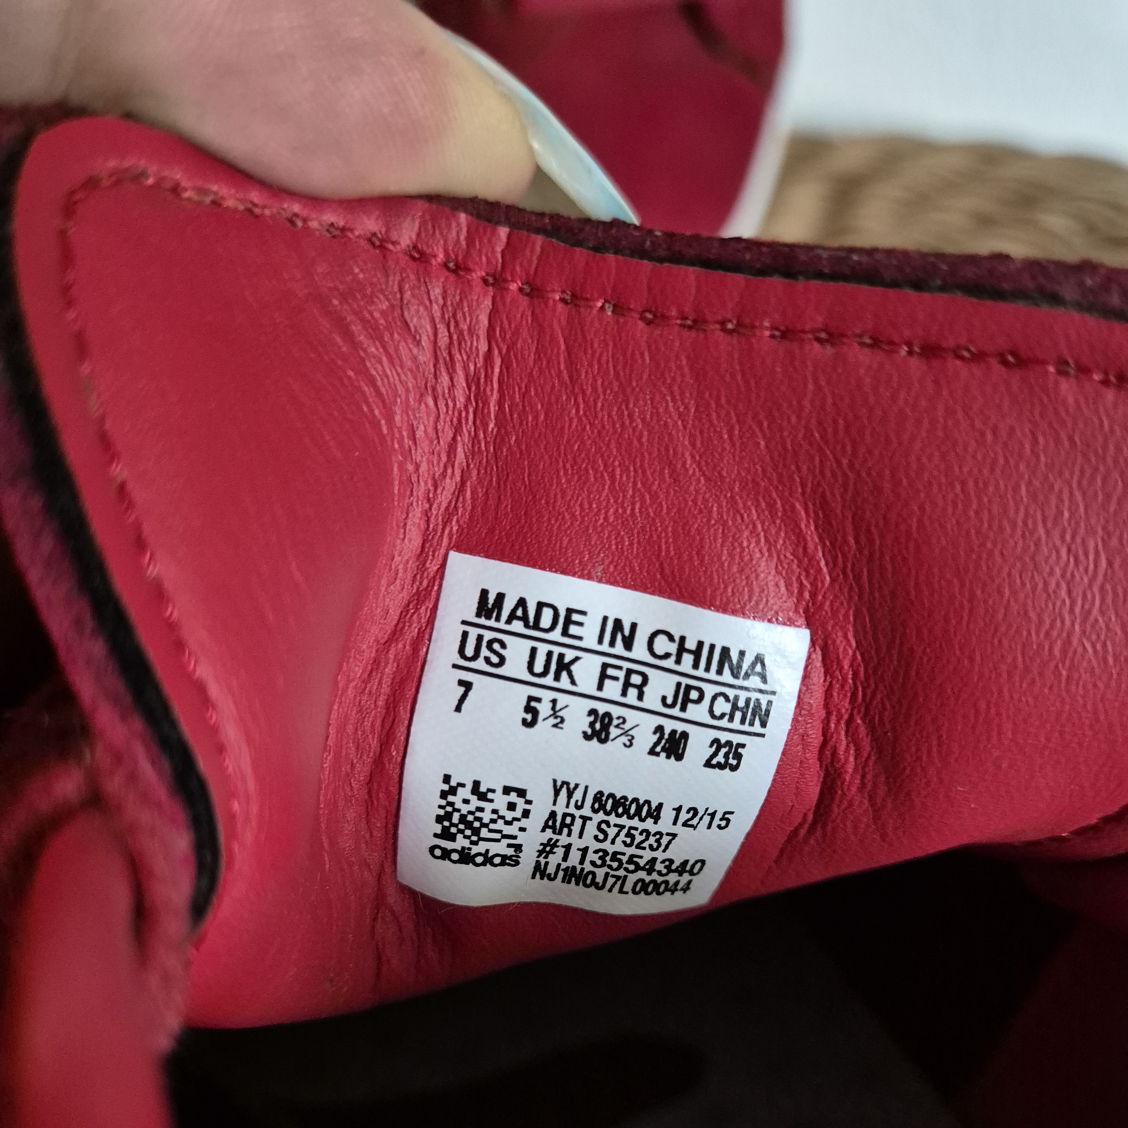 MADE IN CHINA
US UK FR JP CHN
7 5½ 38⅔ 240 235
YYJ 606004 12/15
ART S75237
#113554340
NJ1N0J7L00044
adidas®